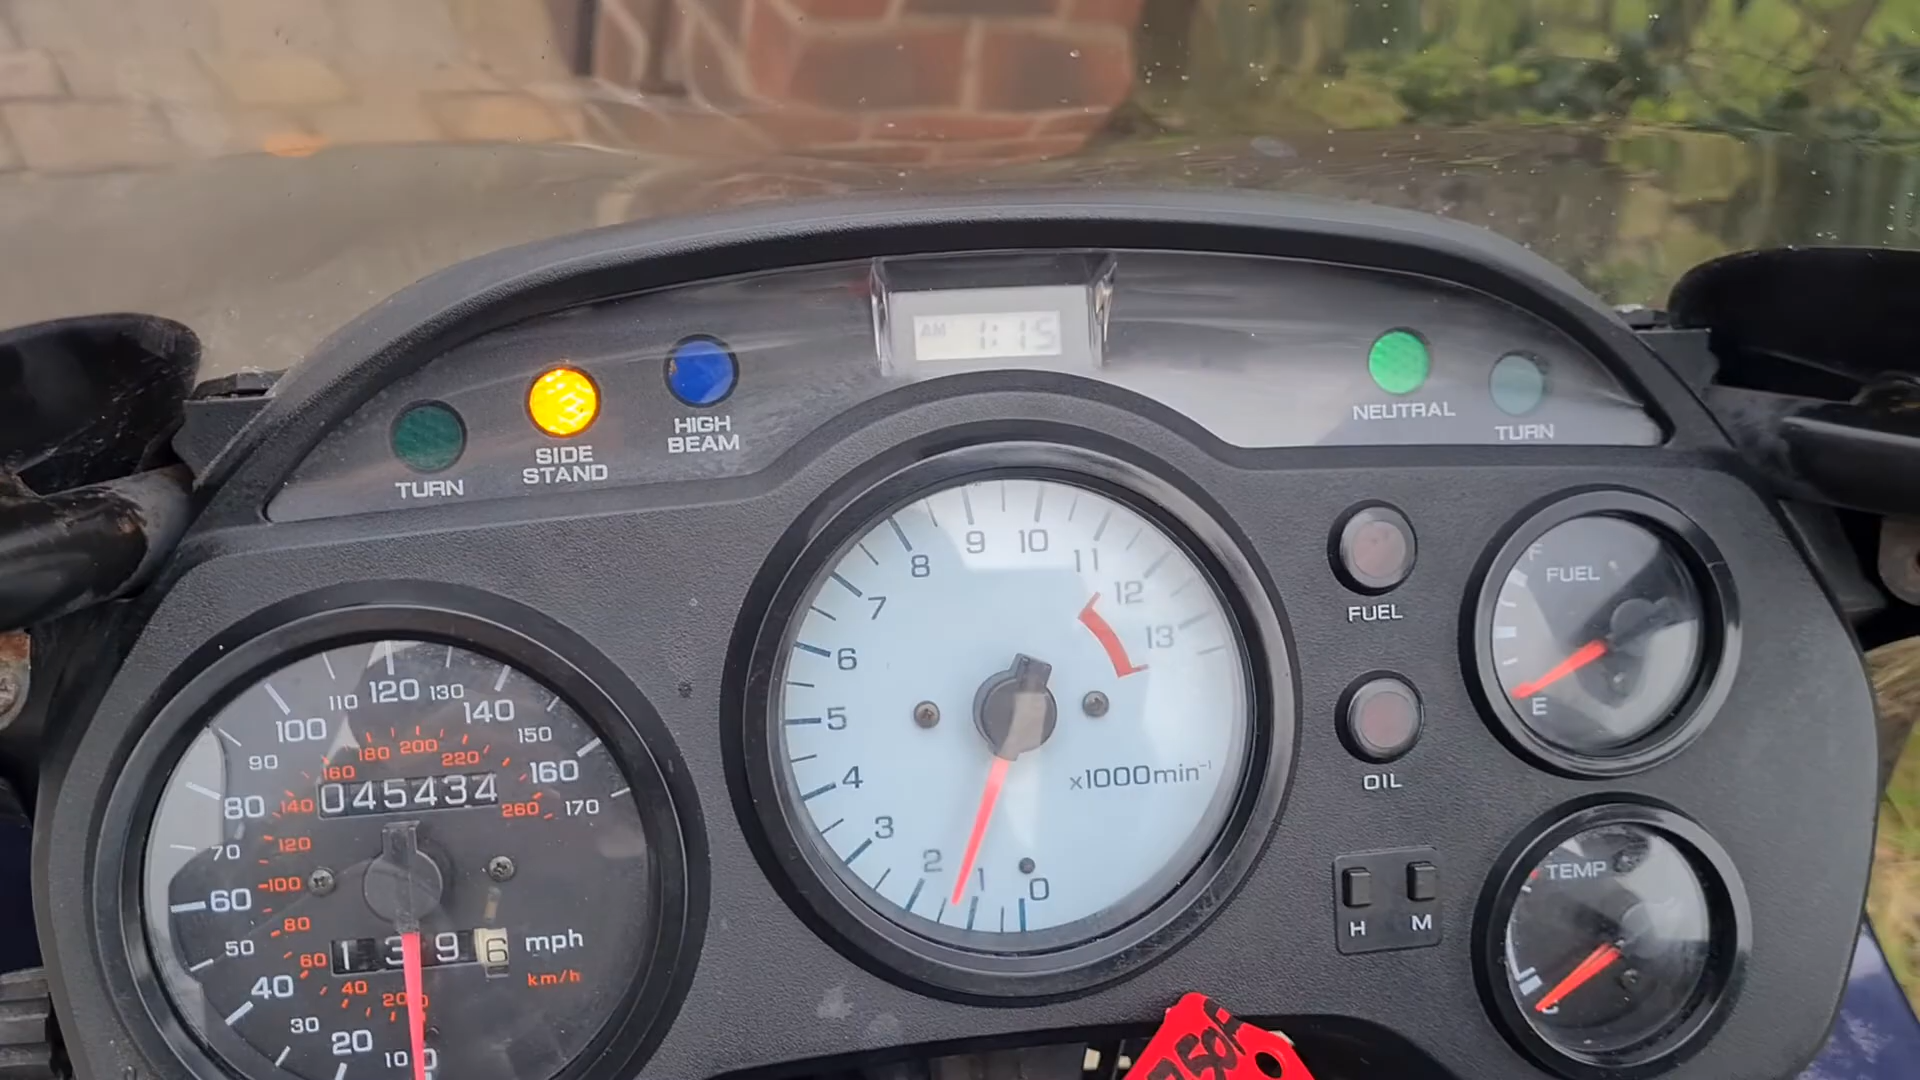 AM 1:15
TURN
SIDE
STAND
HIGH
BEAM
NEUTRAL
TURN
0 1 2 3 4 5 6 7 8 9 10 11 12 13
x1000min-1
FUEL
OIL
H M
F
FUEL
E
TEMP
10 20 30 40 50 60 70 80 90 100 110 120 130 140 150 160 170
40 60 80 100 120 140 160 180 200 220 260
045434
139 6
mph
km/h